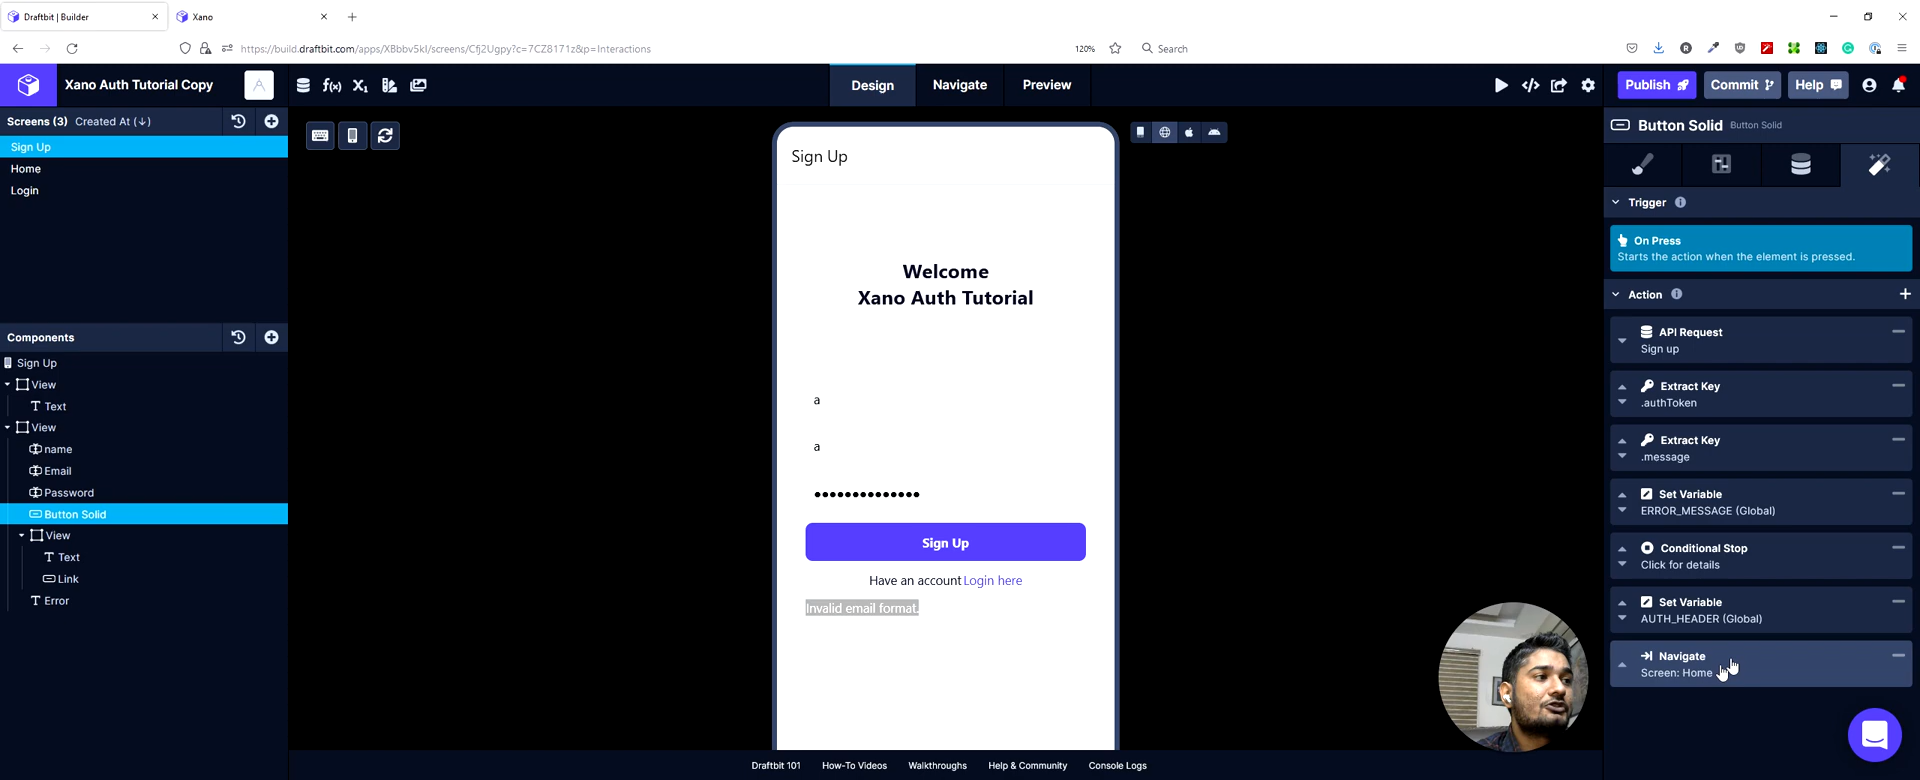 Draftbit | Builder
Xano
https://build.draftbit.com/apps/XBbbv5kI/screens/Cfj2Ugpy?c=7CZ8171z&p=Interactions
120%
Search
Xano Auth Tutorial Copy
f(x)
X₁
Design
Navigate
Preview
Publish
Commit
Help
Screens (3) Created At (↓)
Sign Up
Home
Login
Components
Sign Up
View
Text
View
name
Email
Password
Button Solid
View
Text
Link
Error
Sign Up
Welcome
Xano Auth Tutorial
a
a
••••••••••••••
Sign Up
Have an account Login here
Invalid email format.
Draftbit 101
How-To Videos
Walkthroughs
Help & Community
Console Logs
Button Solid Button Solid
Trigger
On Press
Starts the action when the element is pressed.
Action
API Request
Sign up
Extract Key
.authToken
Extract Key
.message
Set Variable
ERROR_MESSAGE (Global)
Conditional Stop
Click for details
Set Variable
AUTH_HEADER (Global)
Navigate
Screen: Home